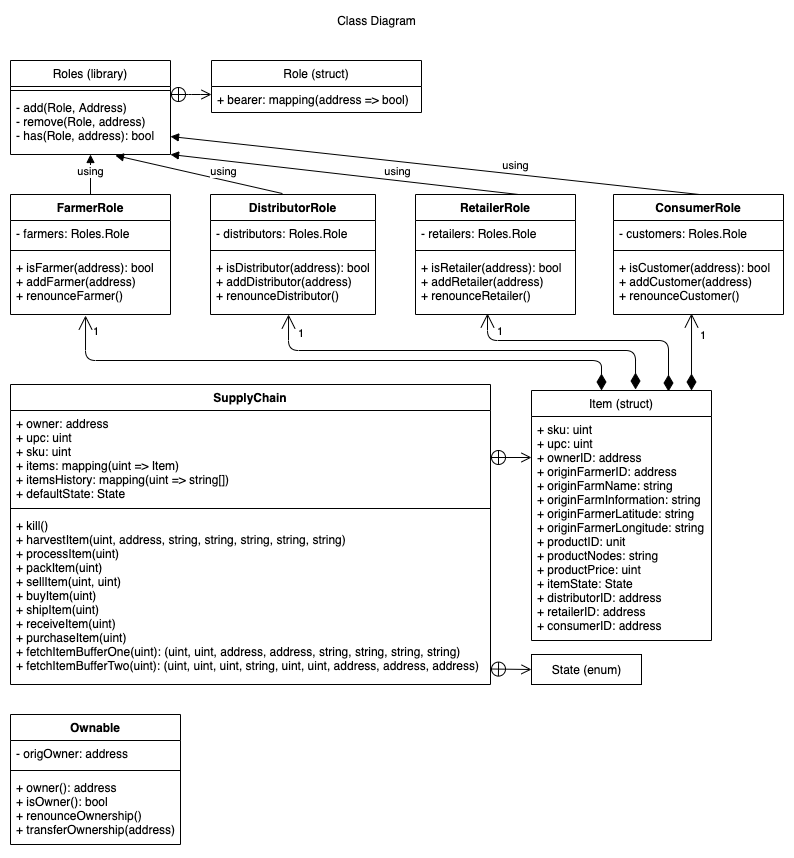 Class Diagram
Roles (library)
- add(Role, Address)
- remove(Role, address)
- has(Role, address): bool
Role (struct)
+ bearer: mapping(address => bool)
using
using
using
using
FarmerRole
- farmers: Roles.Role
+ isFarmer(address): bool
+ addFarmer(address)
+ renounceFarmer()
DistributorRole
- distributors: Roles.Role
+ isDistributor(address): bool
+ addDistributor(address)
+ renounceDistributor()
RetailerRole
- retailers: Roles.Role
+ isRetailer(address): bool
+ addRetailer(address)
+ renounceRetailer()
ConsumerRole
- customers: Roles.Role
+ isCustomer(address): bool
+ addCustomer(address)
+ renounceCustomer()
1
1
1
1
SupplyChain
+ owner: address
+ upc: uint
+ sku: uint
+ items: mapping(uint => Item)
+ itemsHistory: mapping(uint => string[])
+ defaultState: State
+ kill()
+ harvestItem(uint, address, string, string, string, string, string)
+ processItem(uint)
+ packItem(uint)
+ sellItem(uint, uint)
+ buyItem(uint)
+ shipItem(uint)
+ receiveItem(uint)
+ purchaseItem(uint)
+ fetchItemBufferOne(uint): (uint, uint, address, address, string, string, string, string)
+ fetchItemBufferTwo(uint): (uint, uint, uint, string, uint, uint, address, address, address)
Item (struct)
+ sku: uint
+ upc: uint
+ ownerID: address
+ originFarmerID: address
+ originFarmName: string
+ originFarmInformation: string
+ originFarmerLatitude: string
+ originFarmerLongitude: string
+ productID: unit
+ productNodes: string
+ productPrice: uint
+ itemState: State
+ distributorID: address
+ retailerID: address
+ consumerID: address
State (enum)
Ownable
- origOwner: address
+ owner(): address
+ isOwner(): bool
+ renounceOwnership()
+ transferOwnership(address)